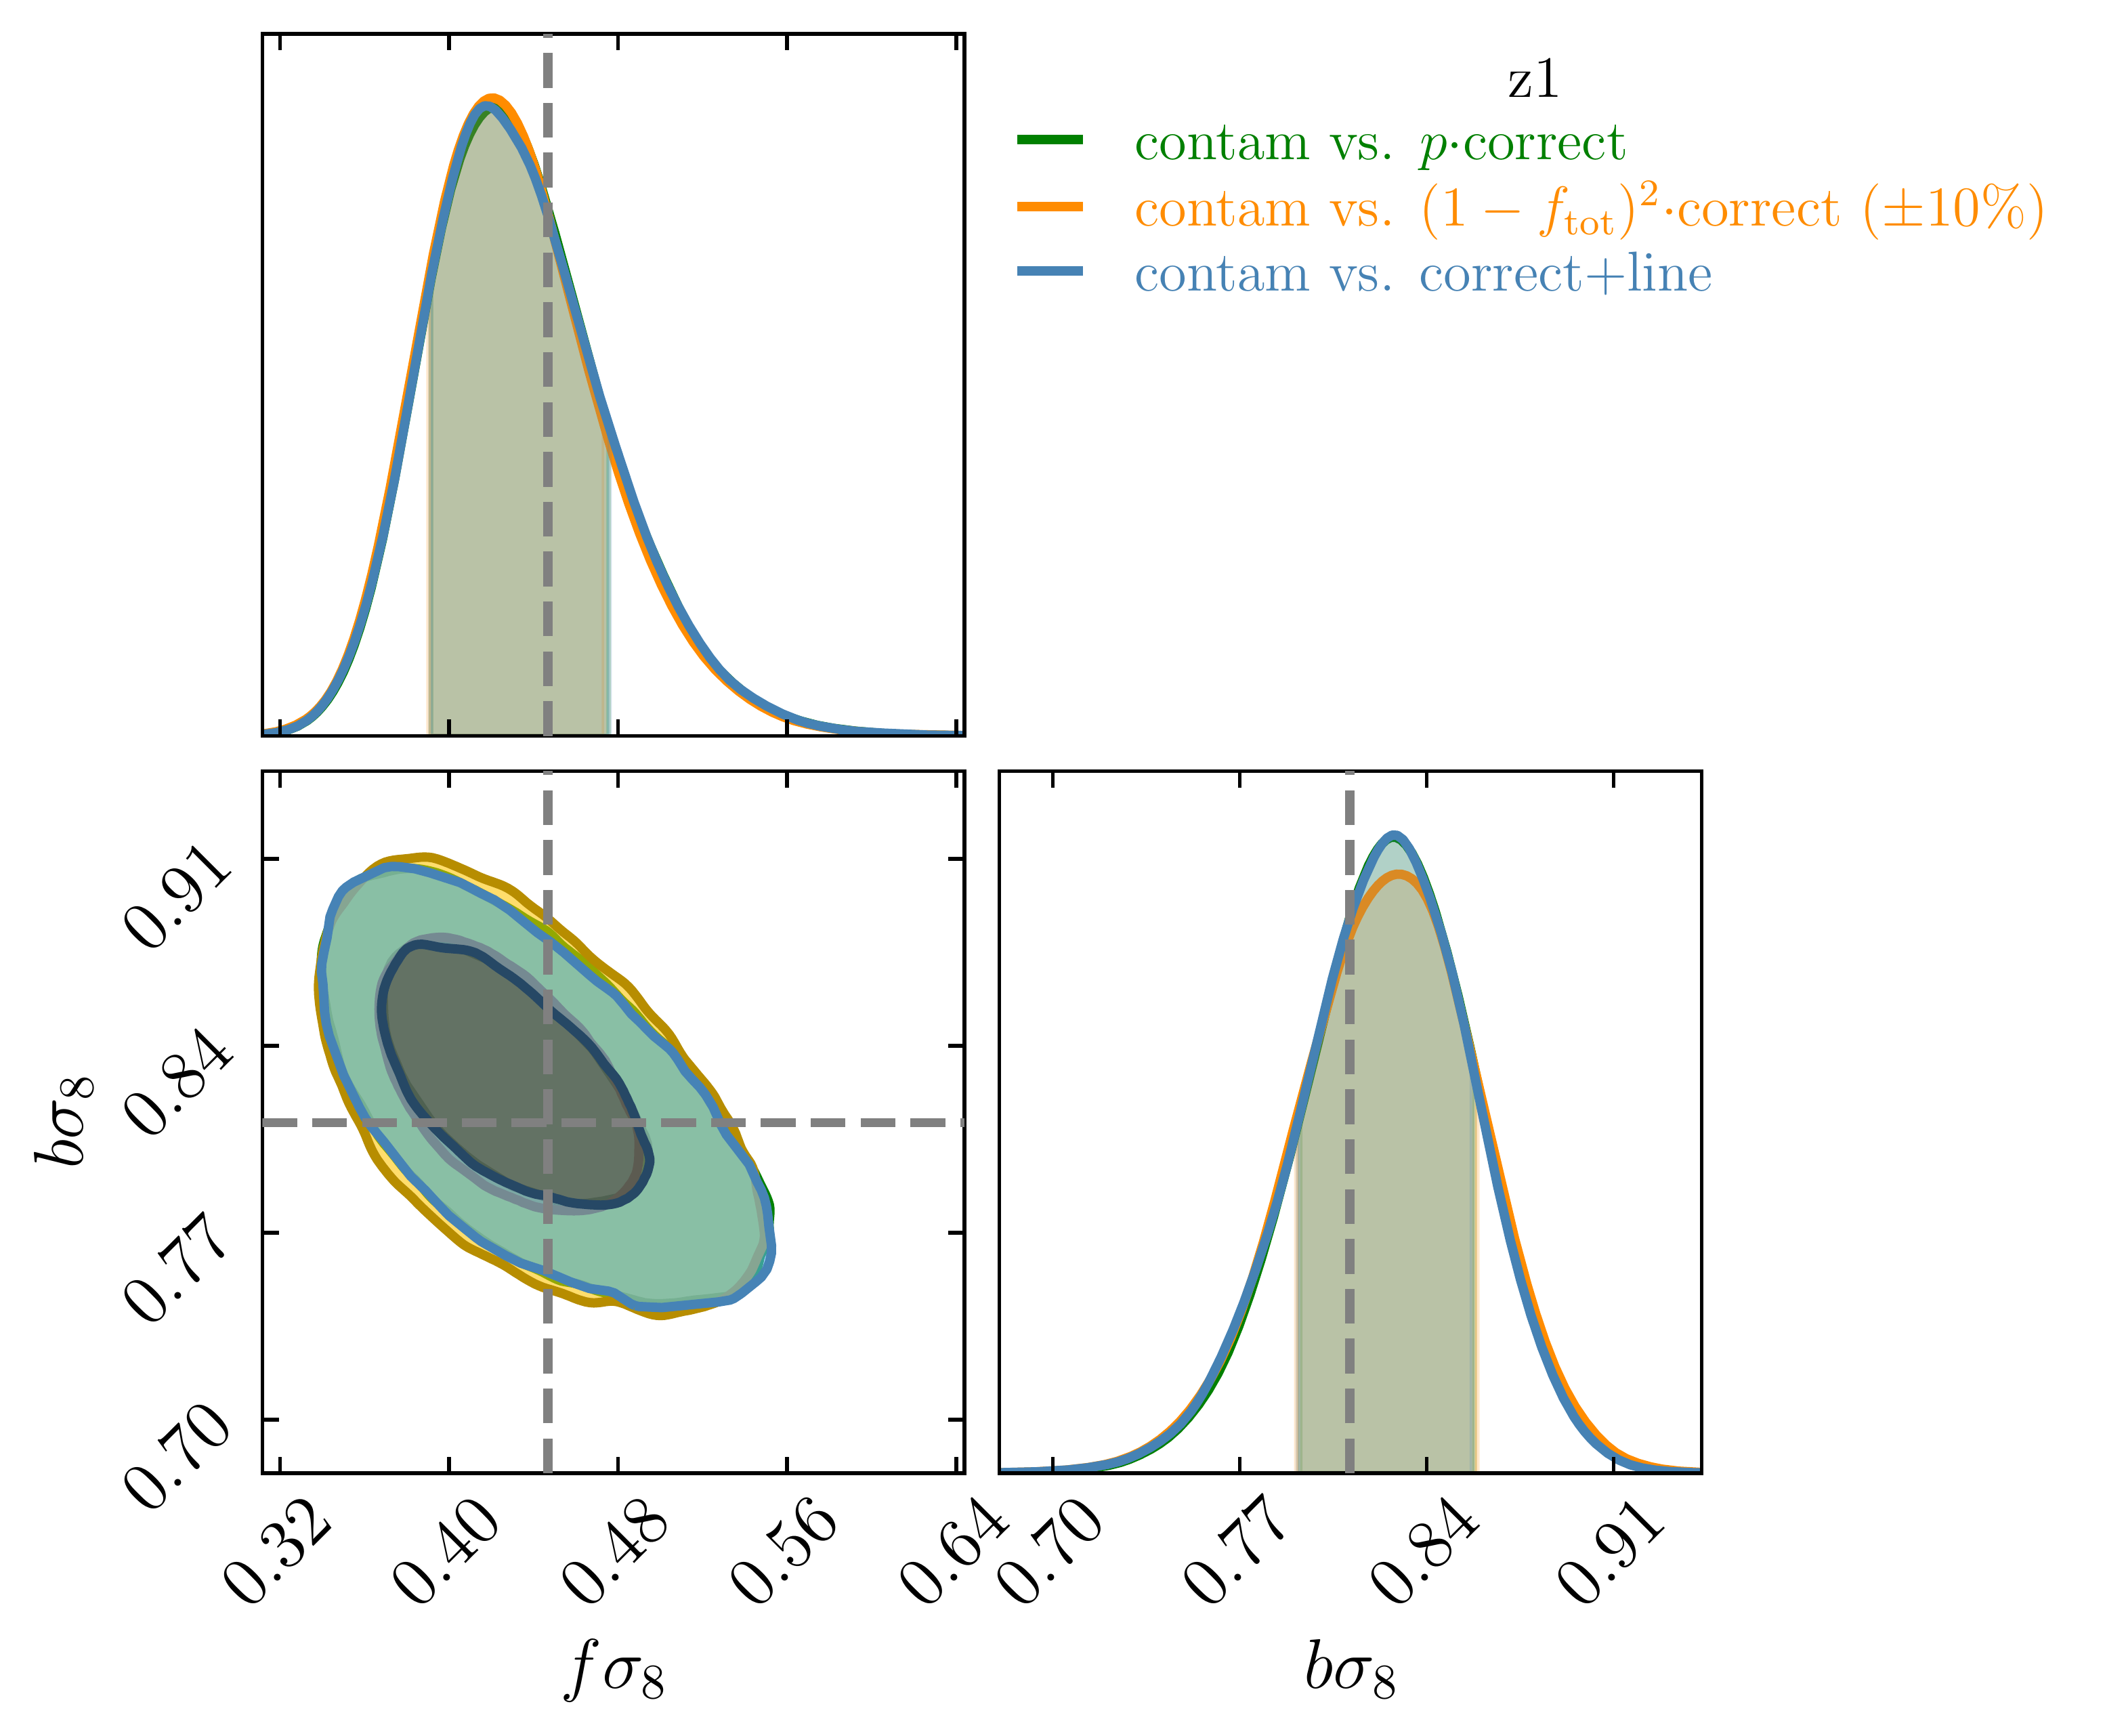 z1
contam vs. p·correct
contam vs. (1 − f_tot)²·correct (±10%)
contam vs. correct+line
bσ₈
0.91
0.84
0.77
0.70
0.32
0.40
0.48
0.56
0.64
0.70
0.77
0.84
0.91
fσ₈
bσ₈